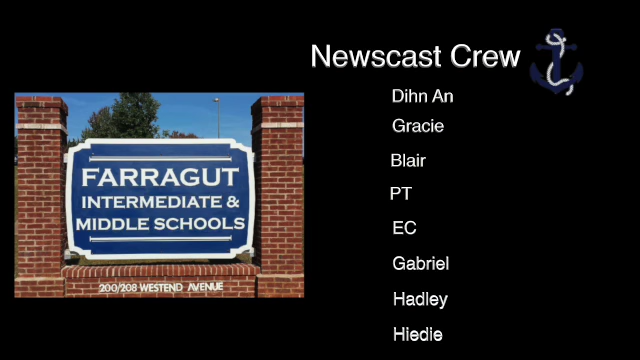 Newscast Crew
Dihn An
Gracie
Blair
PT
EC
Gabriel
Hadley
Hiedie
FARRAGUT
INTERMEDIATE &
MIDDLE SCHOOLS
200/208 WESTEND AVENUE